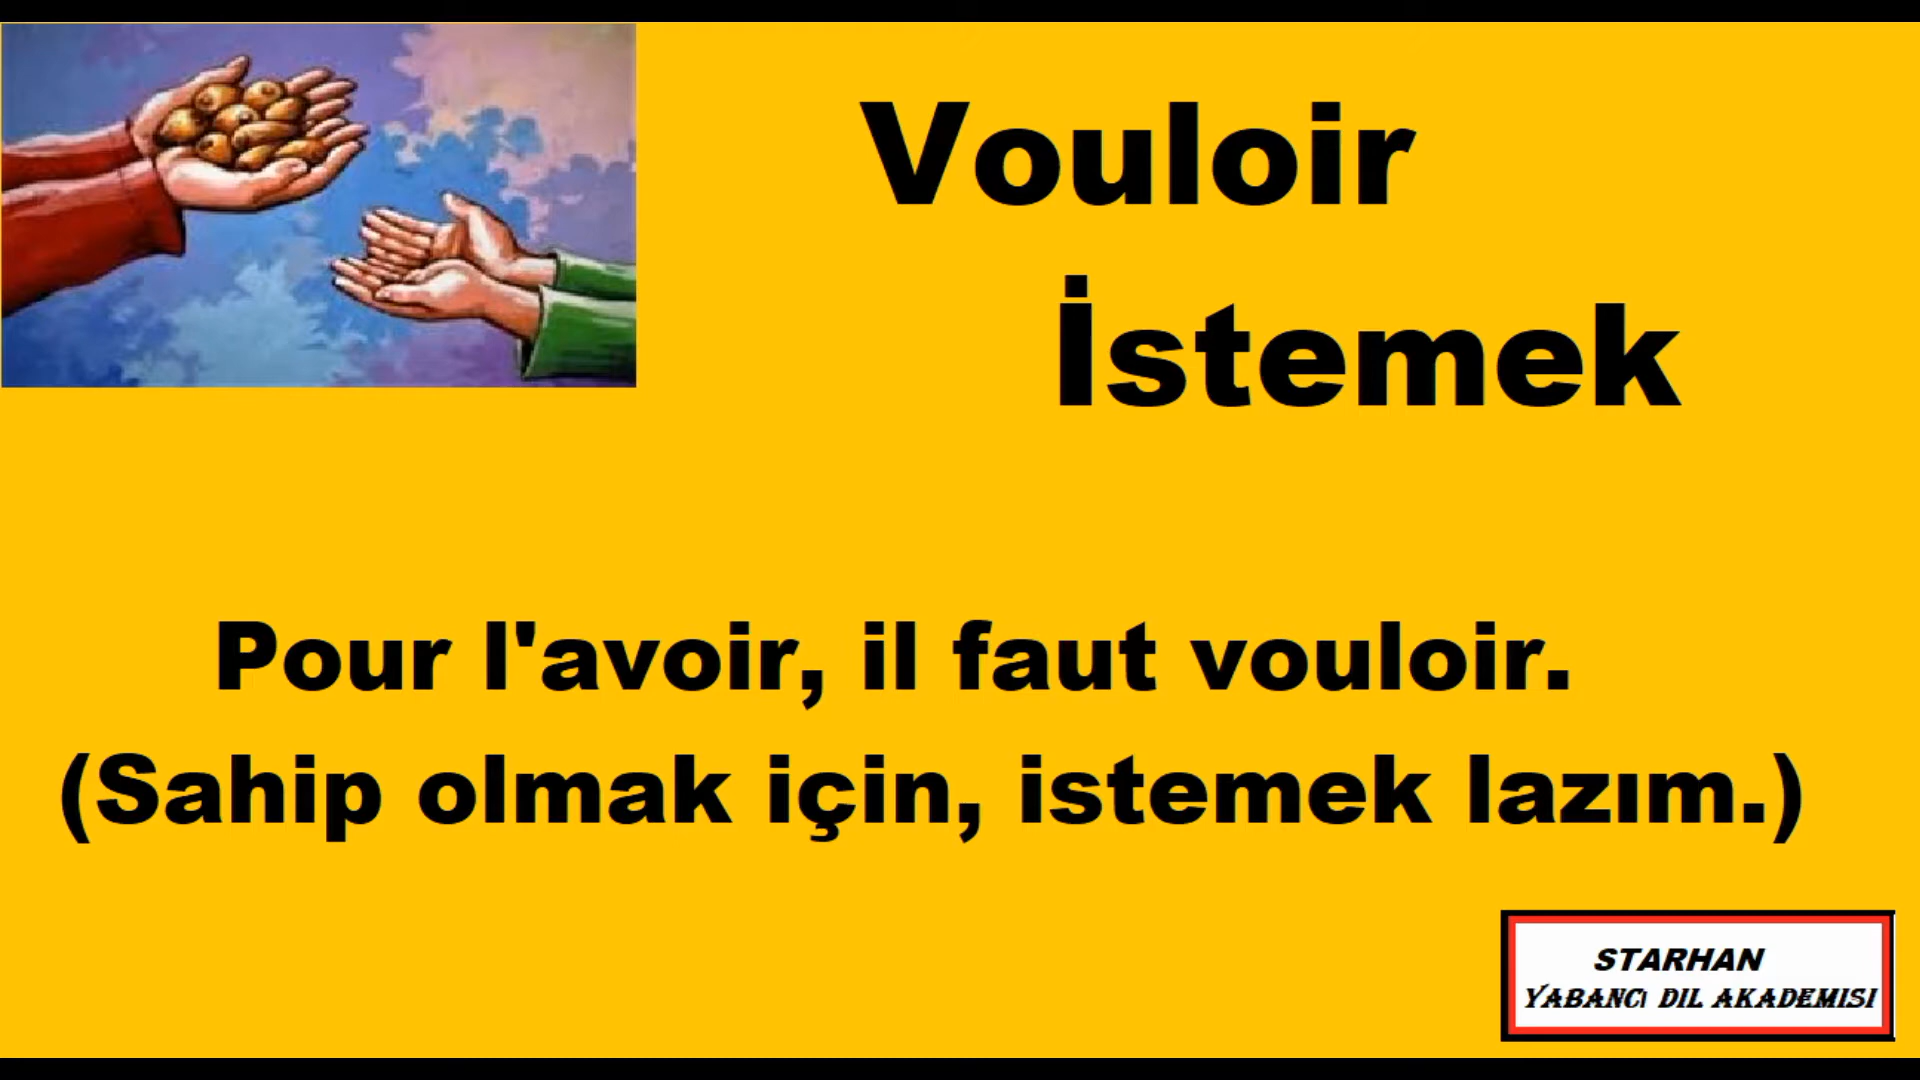 Vouloir
İstemek
Pour l'avoir, il faut vouloir.
(Sahip olmak için, istemek lazım.)
STARHAN
YABANCI DIL AKADEMISI